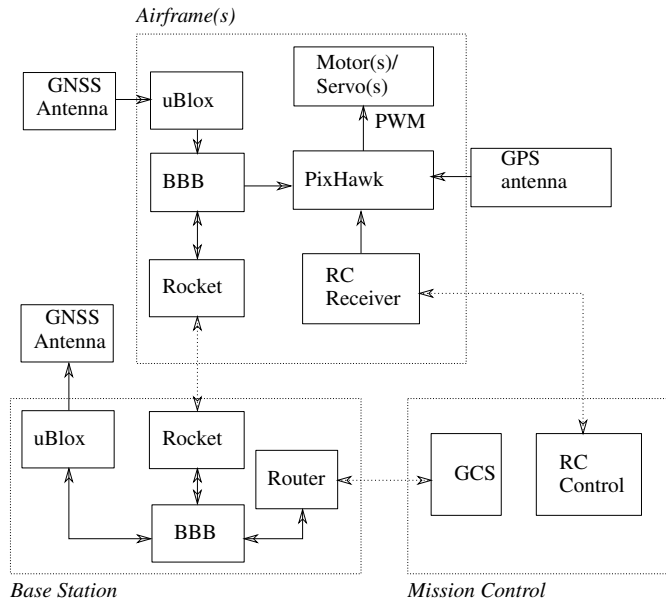 Airframe(s)
GNSS
Antenna
uBlox
Motor(s)/
Servo(s)
PWM
BBB
PixHawk
GPS
antenna
Rocket
RC
Receiver
GNSS
Antenna
uBlox
Rocket
Router
BBB
GCS
RC
Control
Base Station
Mission Control